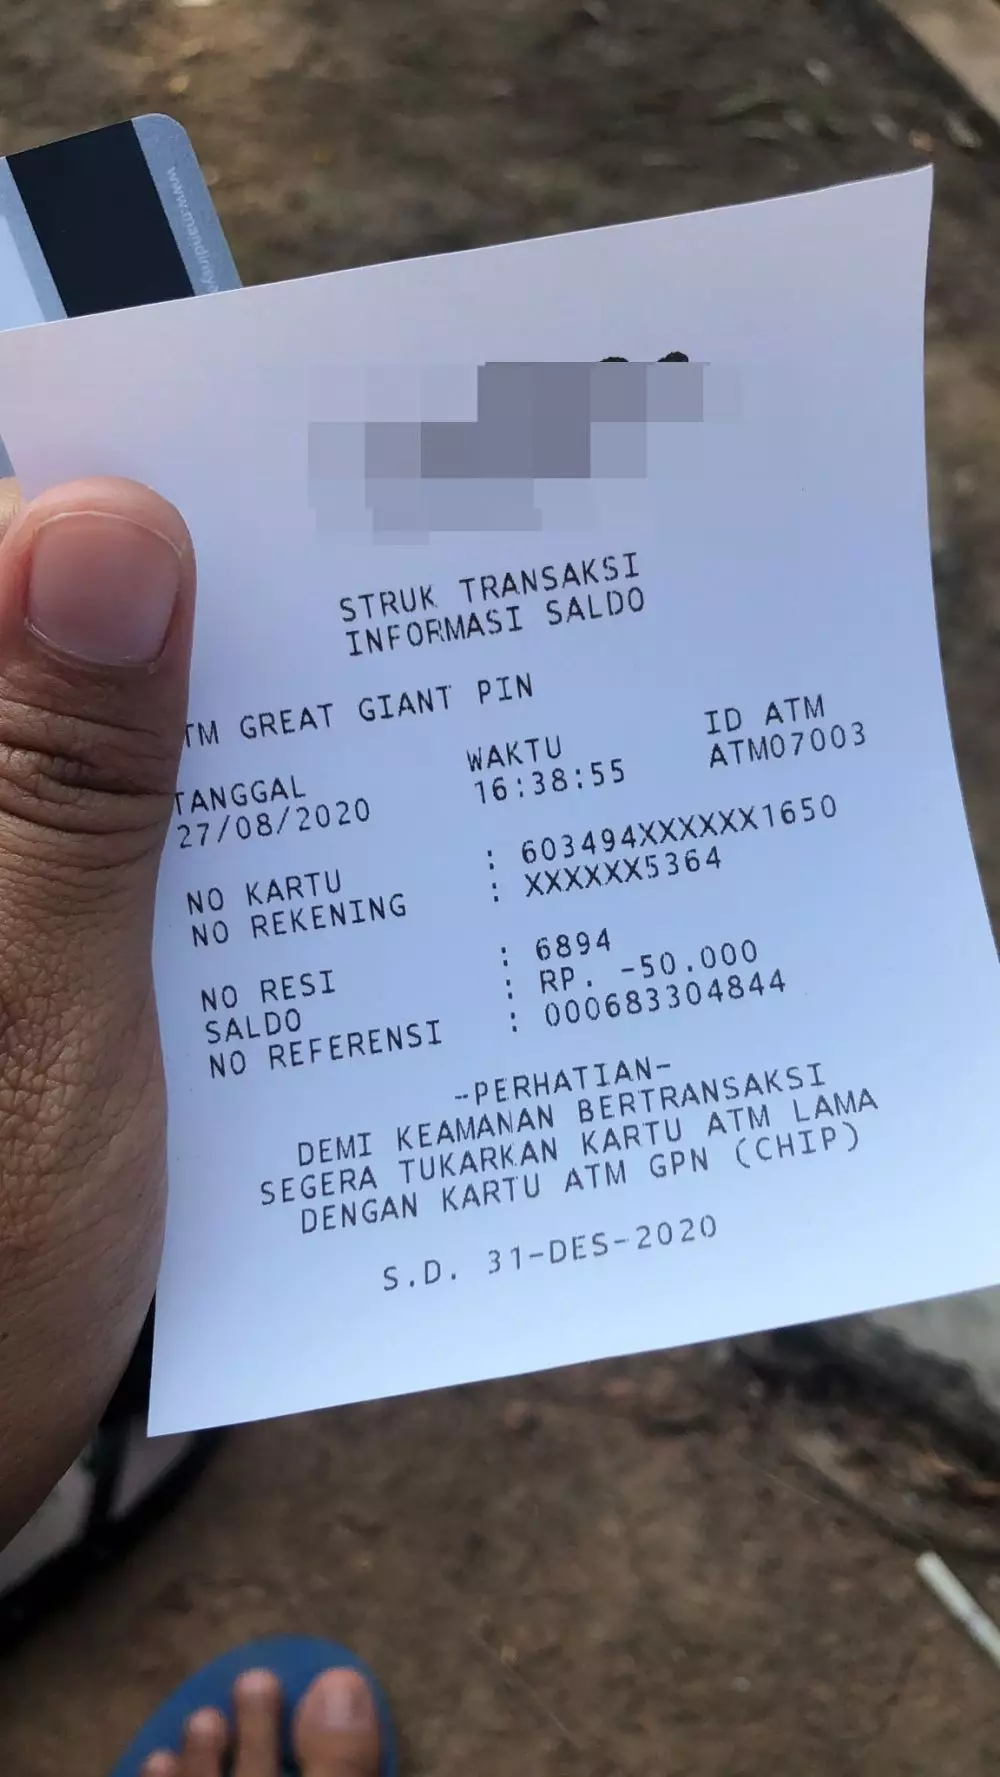 www.mandirisya
STRUK TRANSAKSI
INFORMASI SALDO
TM GREAT GIANT PIN
TANGGAL WAKTU ID ATM
27/08/2020 16:38:55 ATM07003
NO KARTU : 603494XXXXXX1650
NO REKENING : XXXXXX5364
NO RESI : 6894
SALDO : RP. -50.000
NO REFERENSI : 000683304844
-PERHATIAN-
DEMI KEAMANAN BERTRANSAKSI
SEGERA TUKARKAN KARTU ATM LAMA
DENGAN KARTU ATM GPN (CHIP)
S.D. 31-DES-2020